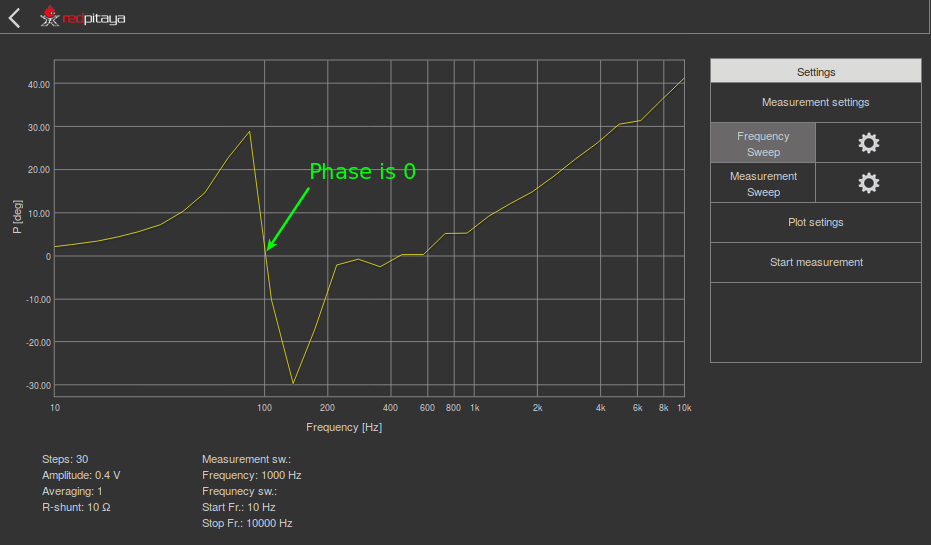 redpitaya
Settings
Measurement settings
Frequency
Sweep
Measurement
Sweep
Plot setings
Start measurement
Phase is 0
P [deg]
40.00
30.00
20.00
10.00
0
-10.00
-20.00
-30.00
10 100 200 400 600 800 1k 2k 4k 6k 8k 10k
Frequency [Hz]
Steps: 30
Amplitude: 0.4 V
Averaging: 1
R-shunt: 10 Ω
Measurement sw.:
Frequency: 1000 Hz
Frequnecy sw.:
Start Fr.: 10 Hz
Stop Fr.: 10000 Hz